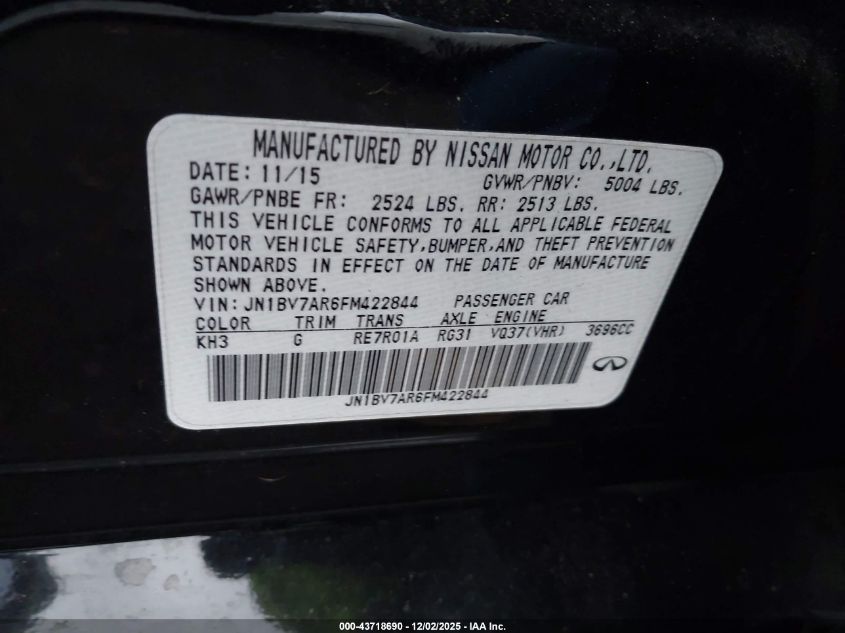 MANUFACTURED BY NISSAN MOTOR CO.,LTD.
DATE: 11/15 GVWR/PNBV: 5004 LBS.
GAWR/PNBE FR: 2524 LBS. RR: 2513 LBS.
THIS VEHICLE CONFORMS TO ALL APPLICABLE FEDERAL
MOTOR VEHICLE SAFETY,BUMPER,AND THEFT PREVENTION
STANDARDS IN EFFECT ON THE DATE OF MANUFACTURE
SHOWN ABOVE.
VIN:JN1BV7AR6FM422844 PASSENGER CAR
COLOR TRIM TRANS AXLE ENGINE
KH3 G RE7R01A RG31 VQ37(VHR) 3696CC
JN1BV7AR6FM422844
000-43718690 - 12/02/2025 - IAA Inc.